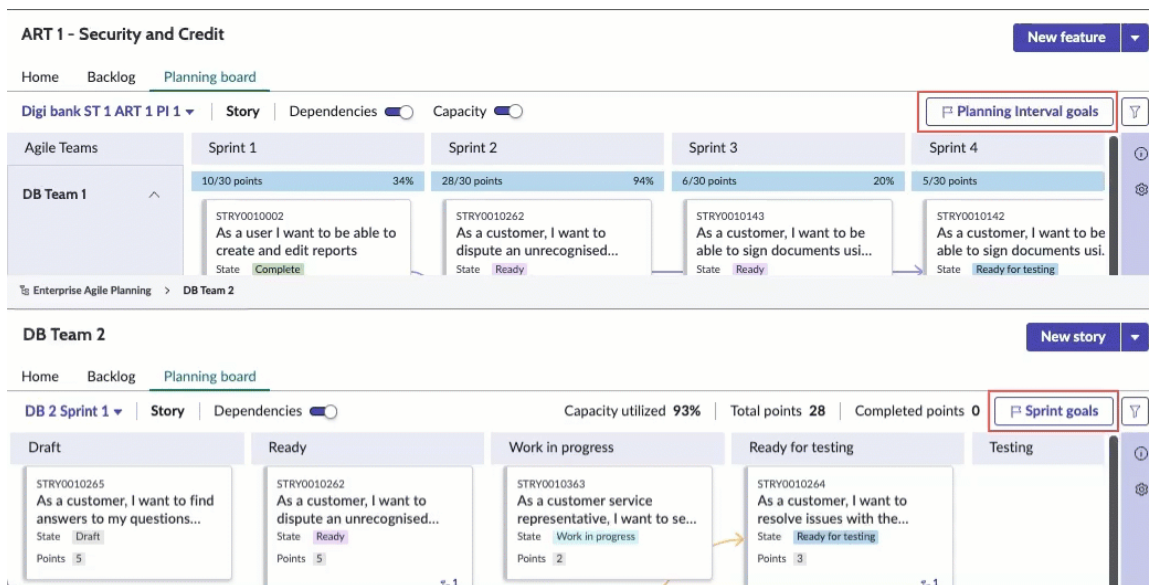 ART 1 - Security and Credit
New feature
Home Backlog Planning board
Digi bank ST 1 ART 1 PI 1 Story Dependencies Capacity Planning Interval goals
Agile Teams Sprint 1 Sprint 2 Sprint 3 Sprint 4
DB Team 1
10/30 points 34% 28/30 points 94% 6/30 points 20% 5/30 points
STRY0010002
As a user I want to be able to
create and edit reports
State Complete
STRY0010262
As a customer, I want to
dispute an unrecognised...
State Ready
STRY0010143
As a customer, I want to be
able to sign documents usi...
State Ready
STRY0010142
As a customer, I want to be
able to sign documents usi.
State Ready for testing
Enterprise Agile Planning > DB Team 2
DB Team 2
New story
Home Backlog Planning board
DB 2 Sprint 1 Story Dependencies Capacity utilized 93% Total points 28 Completed points 0 Sprint goals
Draft Ready Work in progress Ready for testing Testing
STRY0010265
As a customer, I want to find
answers to my questions...
State Draft
Points 5
STRY0010262
As a customer, I want to
dispute an unrecognised...
State Ready
Points 5
1
STRY0010363
As a customer service
representative, I want to se...
State Work in progress
Points 2
STRY0010264
As a customer, I want to
resolve issues with the...
State Ready for testing
Points 3
1